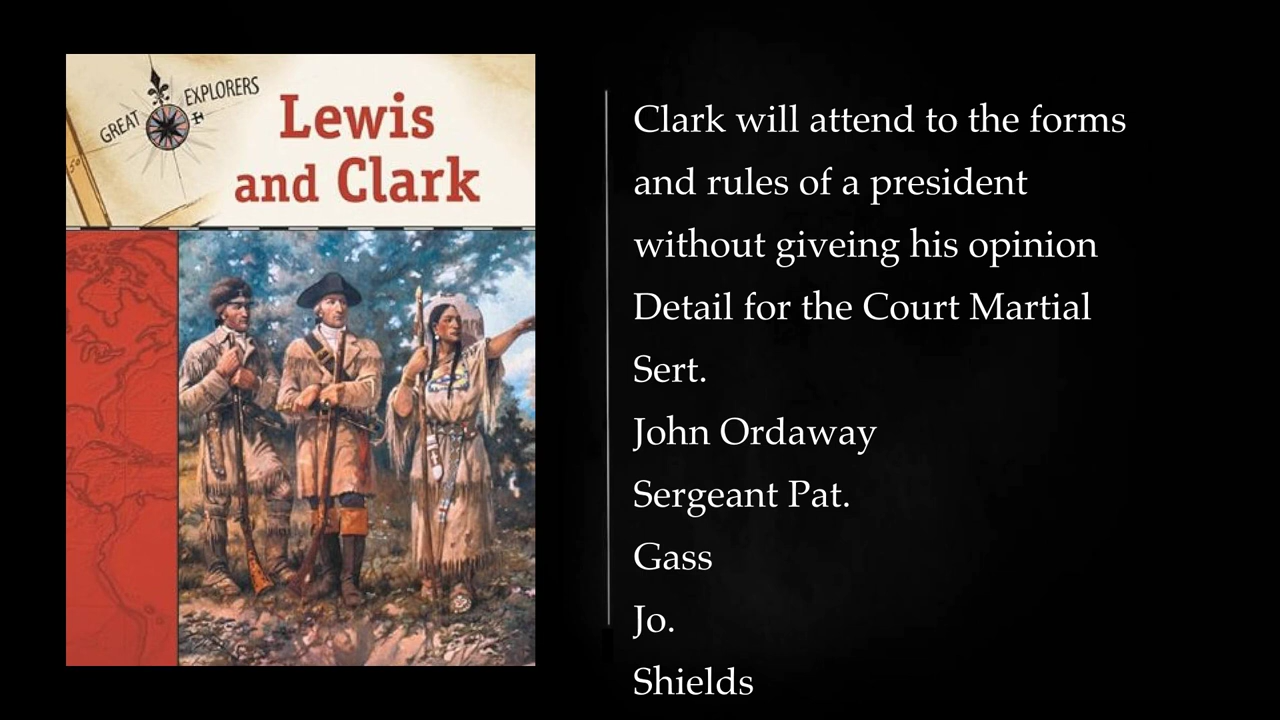 GREAT EXPLORERS
Lewis
and Clark
50
Clark will attend to the forms
and rules of a president
without giveing his opinion
Detail for the Court Martial
Sert.
John Ordaway
Sergeant Pat.
Gass
Jo.
Shields